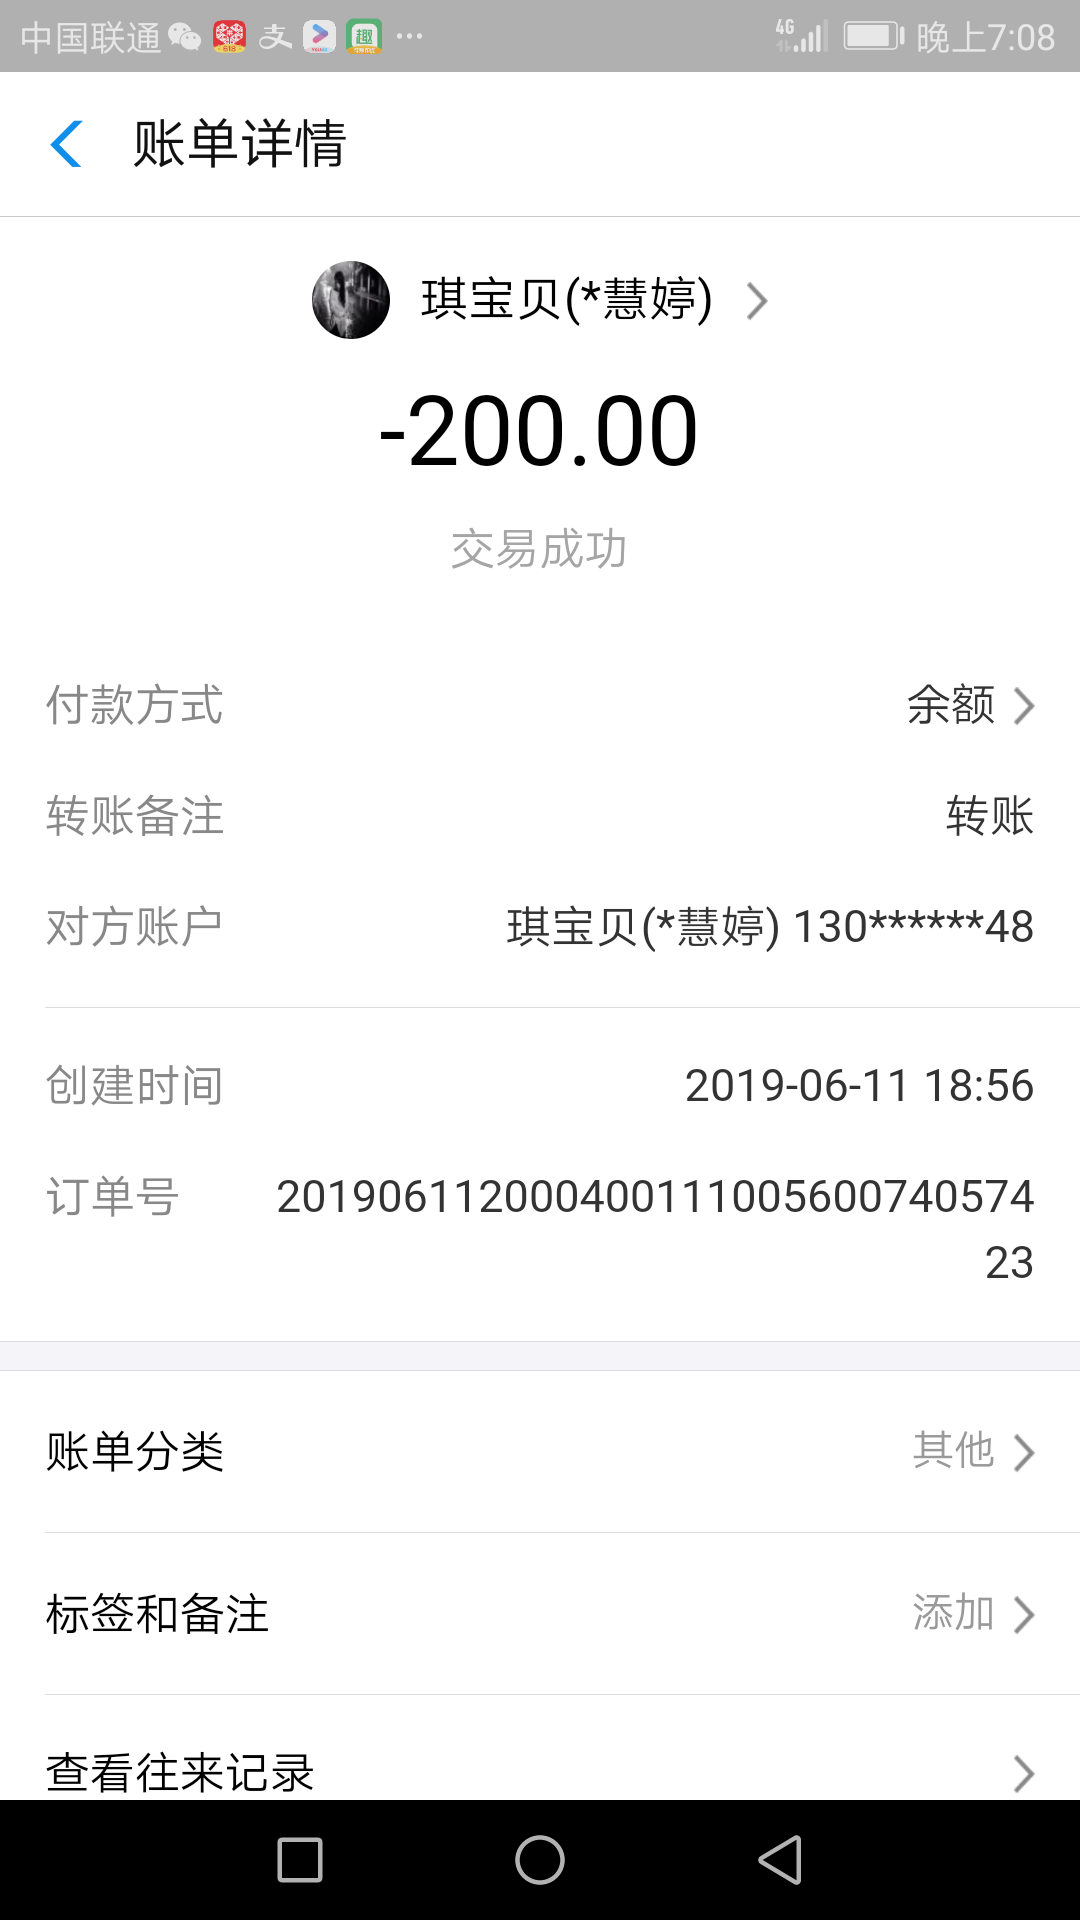 中国联通 4G 晚上7:08
账单详情
琪宝贝(*慧婷)
-200.00
交易成功
付款方式 余额
转账备注 转账
对方账户 琪宝贝(*慧婷) 130******48
创建时间 2019-06-11 18:56
订单号 201906112000400111005600740574
23
账单分类 其他
标签和备注 添加
查看往来记录